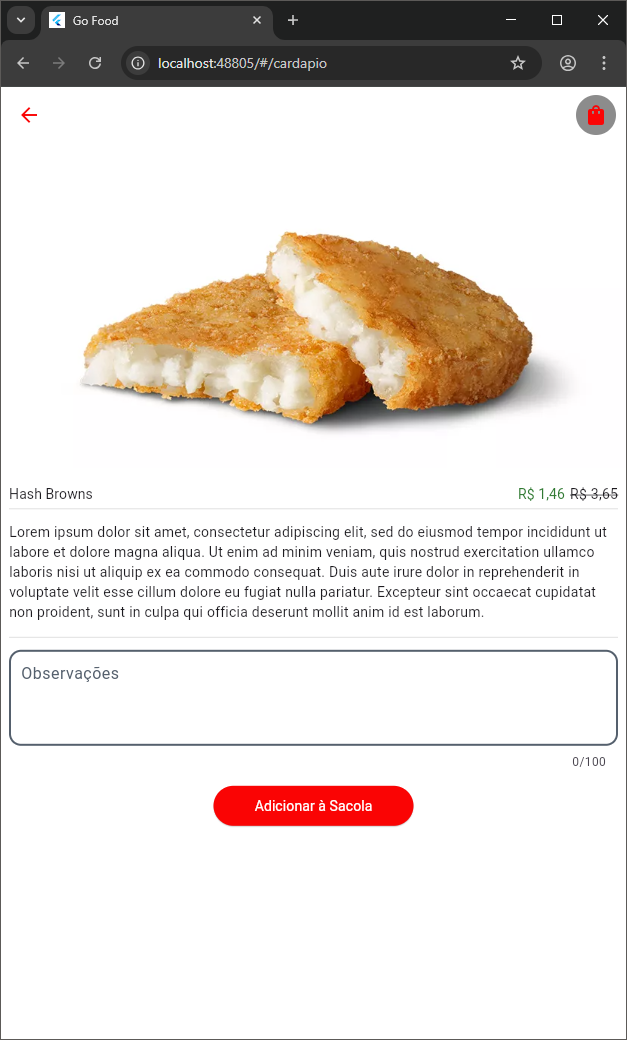 Go Food
localhost:48805/#/cardapio
Hash Browns
R$ 1,46 R$ 3,65
Lorem ipsum dolor sit amet, consectetur adipiscing elit, sed do eiusmod tempor incididunt ut
labore et dolore magna aliqua. Ut enim ad minim veniam, quis nostrud exercitation ullamco
laboris nisi ut aliquip ex ea commodo consequat. Duis aute irure dolor in reprehenderit in
voluptate velit esse cillum dolore eu fugiat nulla pariatur. Excepteur sint occaecat cupidatat
non proident, sunt in culpa qui officia deserunt mollit anim id est laborum.
Observações
0/100
Adicionar à Sacola